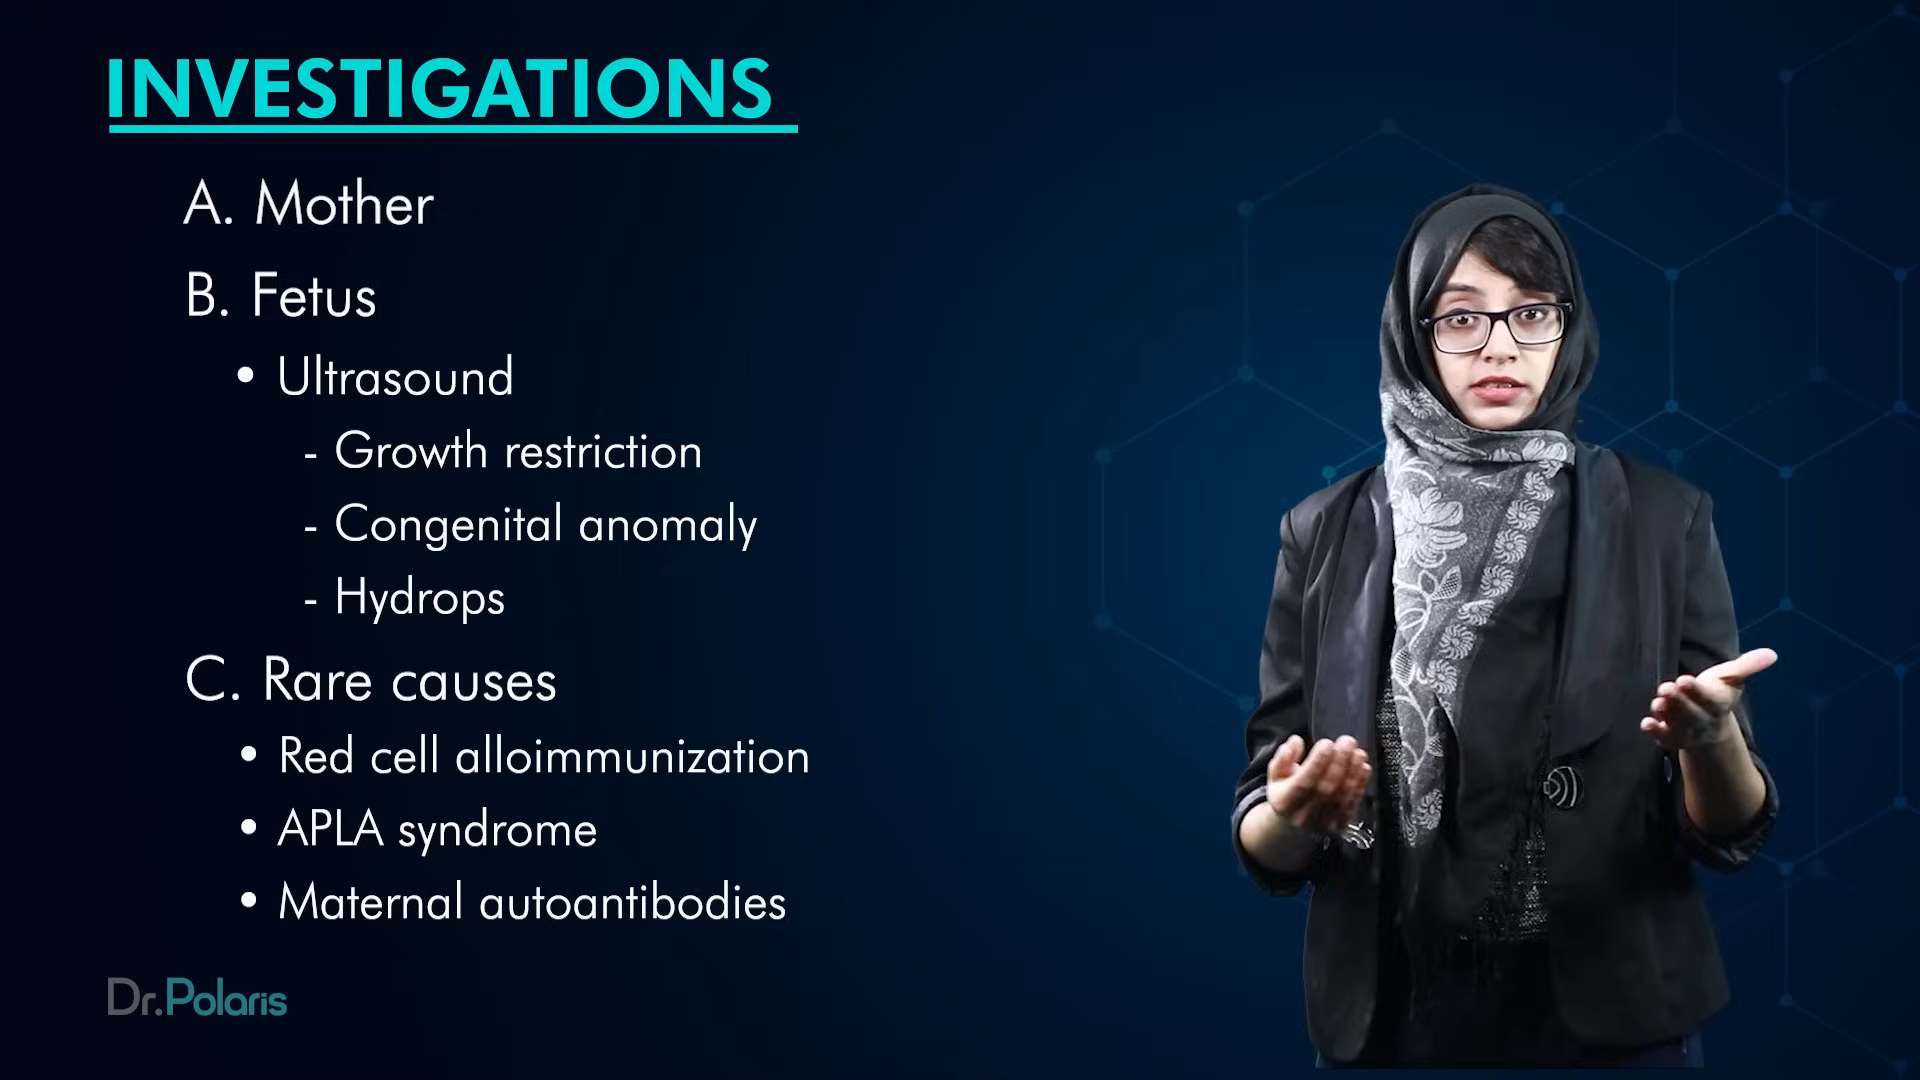 INVESTIGATIONS
A. Mother
B. Fetus
• Ultrasound
- Growth restriction
- Congenital anomaly
- Hydrops
C. Rare causes
• Red cell alloimmunization
• APLA syndrome
• Maternal autoantibodies
Dr.Polaris